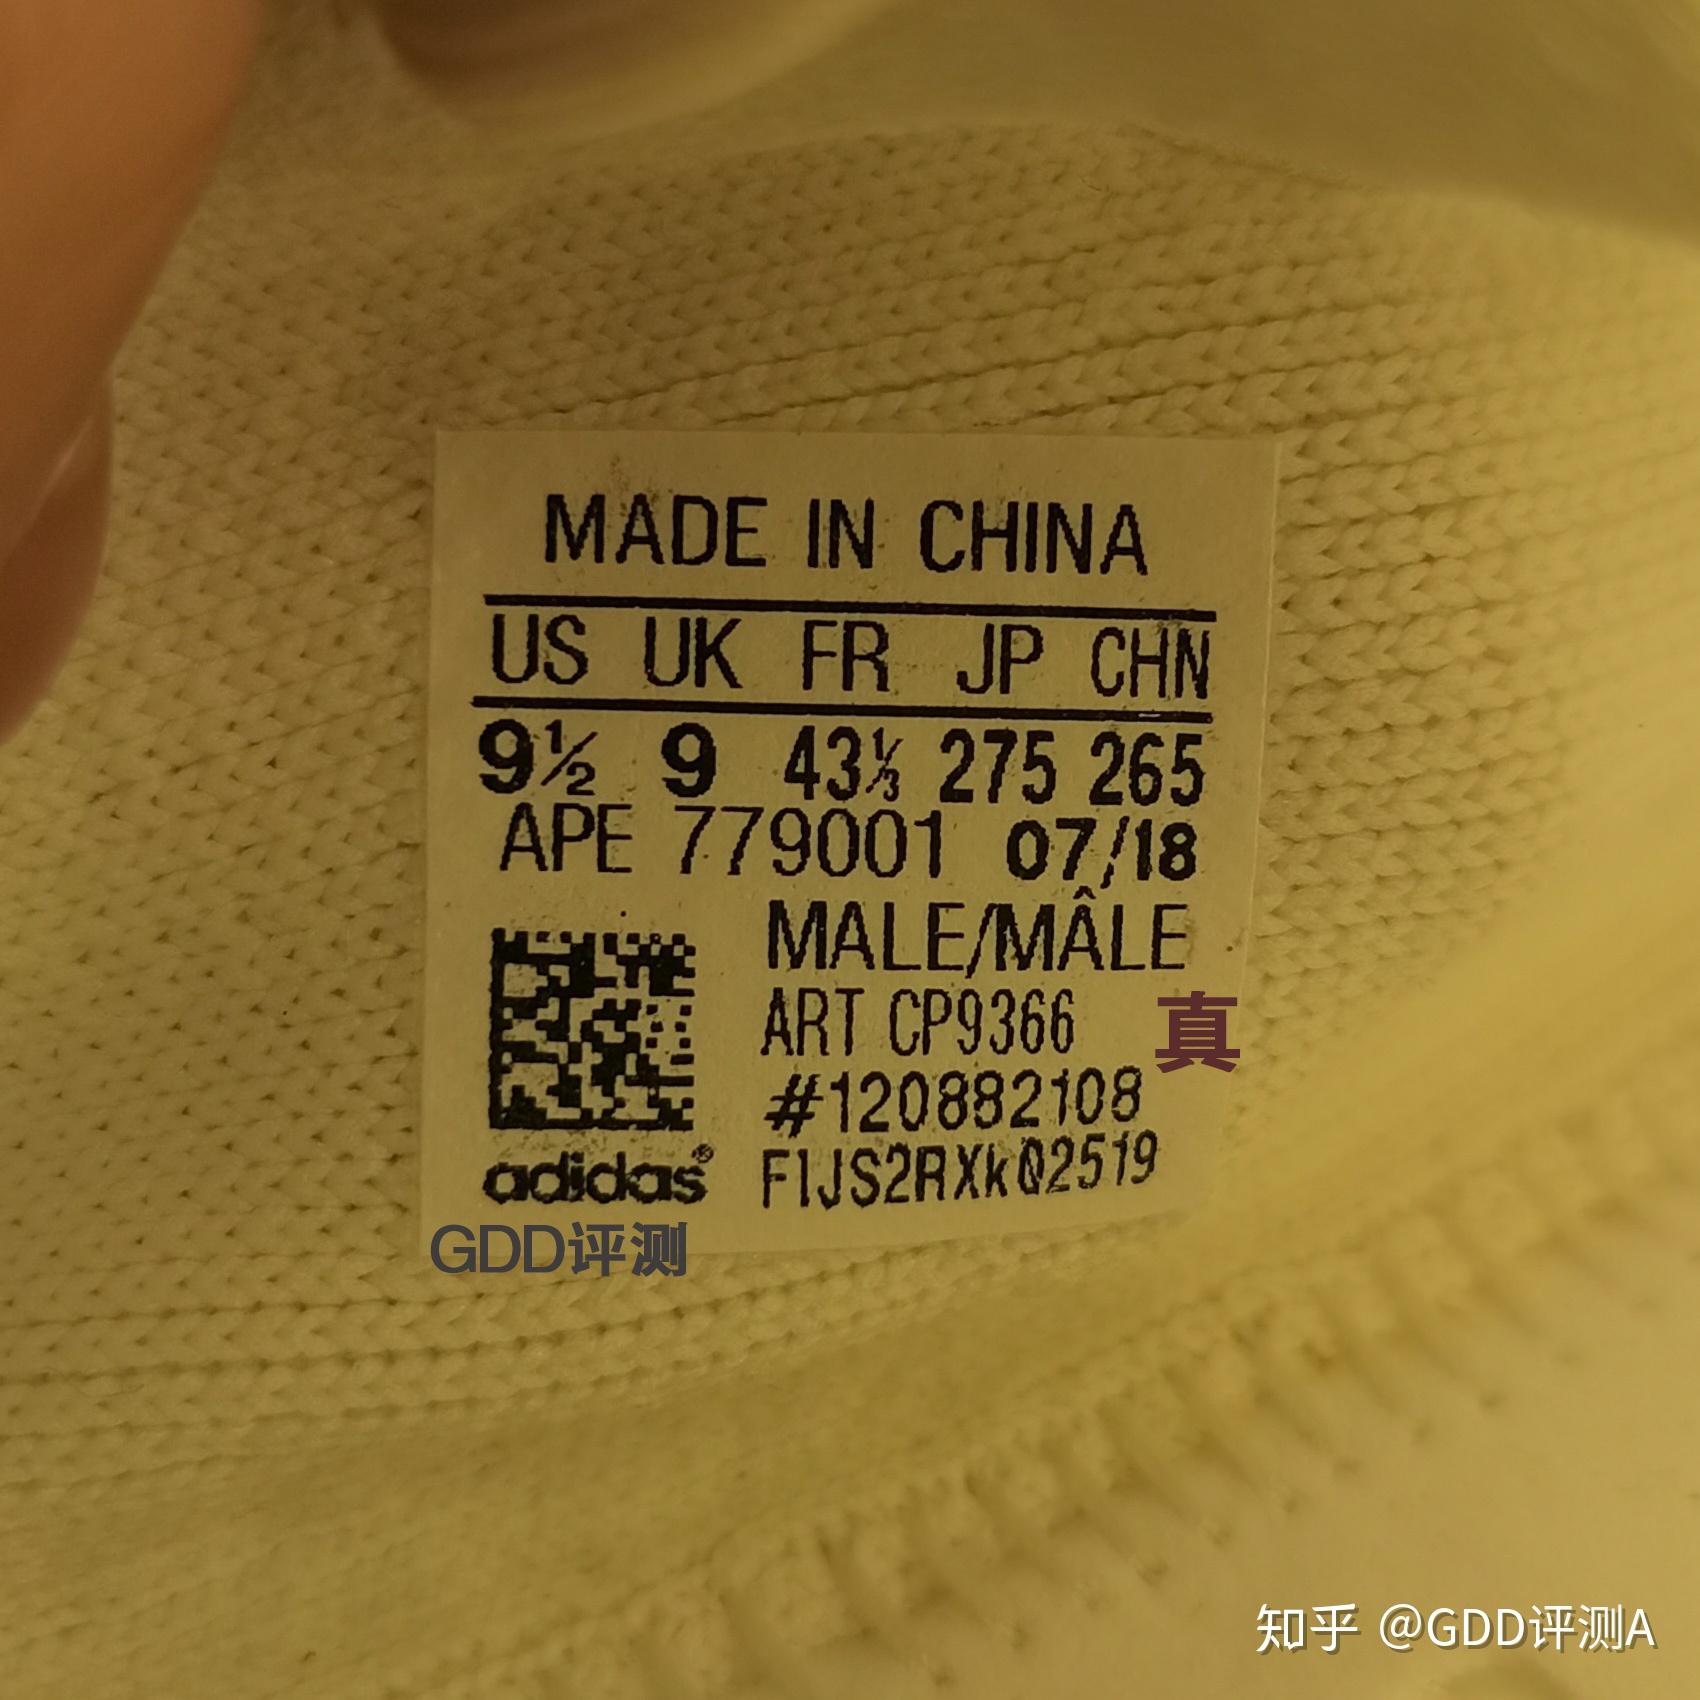 MADE IN CHINA
US UK FR JP CHN
9½ 9 43⅓ 275 265
APE 779001 07/18
MALE/MÂLE
ART CP9366
真
#120882108
FIJS2RXk02519
adidas®
GDD评测
知乎 @GDD评测A